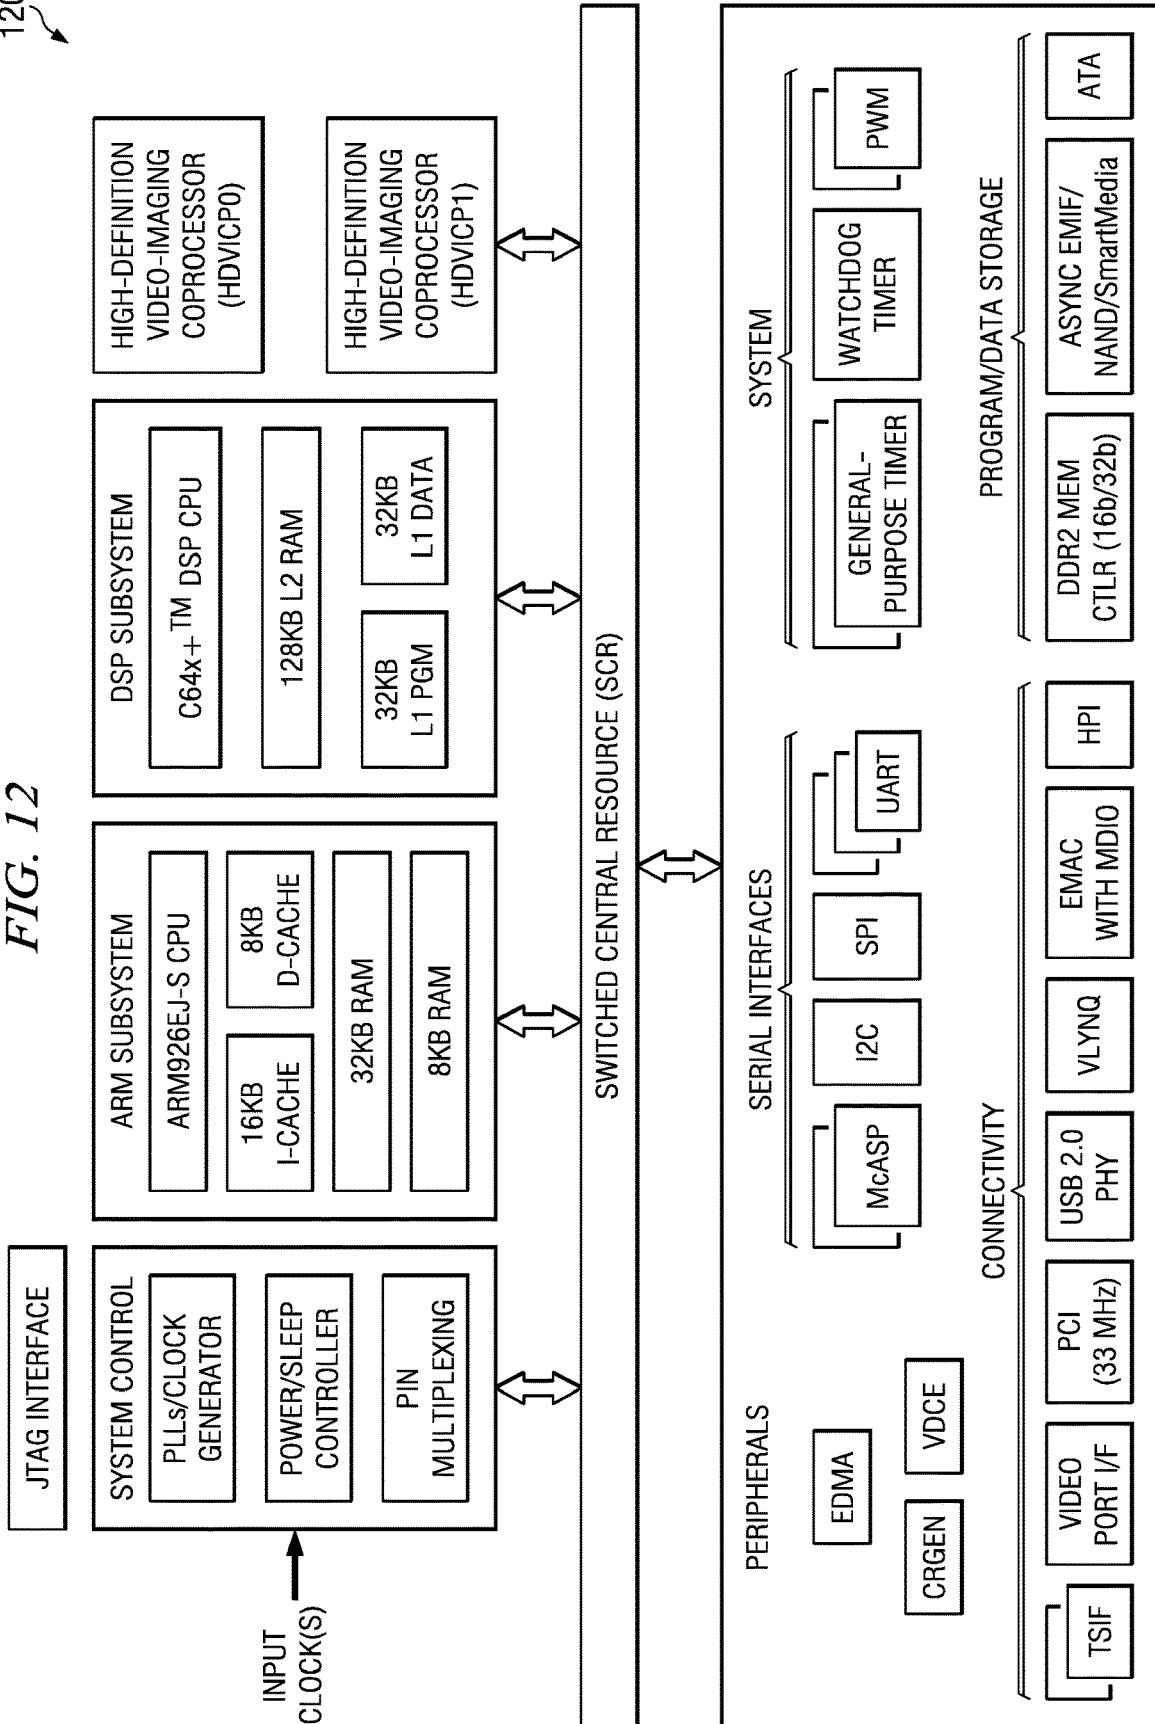 FIG. 12
JTAG INTERFACE
INPUT
CLOCK(S)
SYSTEM CONTROL
PLLs/CLOCK
GENERATOR
POWER/SLEEP
CONTROLLER
PIN
MULTIPLEXING
ARM SUBSYSTEM
ARM926EJ-S CPU
16KB
I-CACHE
8KB
D-CACHE
32KB RAM
8KB RAM
DSP SUBSYSTEM
C64x+TM DSP CPU
128KB L2 RAM
32KB
L1 PGM
32KB
L1 DATA
HIGH-DEFINITION
VIDEO-IMAGING
COPROCESSOR
(HDVICP0)
HIGH-DEFINITION
VIDEO-IMAGING
COPROCESSOR
(HDVICP1)
SWITCHED CENTRAL RESOURCE (SCR)
PERIPHERALS
EDMA
CRGEN
VDCE
SERIAL INTERFACES
McASP
I2C
SPI
UART
SYSTEM
GENERAL-
PURPOSE TIMER
WATCHDOG
TIMER
PWM
CONNECTIVITY
TSIF
VIDEO
PORT I/F
PCI
(33 MHz)
USB 2.0
PHY
VLYNQ
EMAC
WITH MDIO
HPI
PROGRAM/DATA STORAGE
DDR2 MEM
CTLR (16b/32b)
ASYNC EMIF/
NAND/SmartMedia
ATA